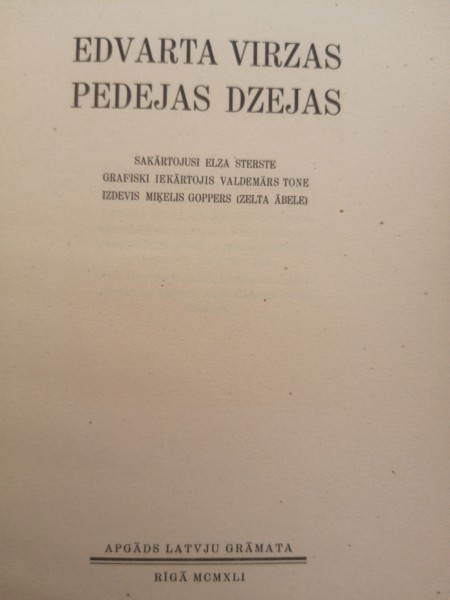 EDVARTA VIRZAS
PEDEJAS DZEJAS
SAKĀRTOJUSI ELZA STERSTE
GRAFISKI IEKĀRTOJIS VALDEMĀRS TONE
IZDEVIS MIĶELIS GOPPERS (ZELTA ĀBELE)
APGĀDS LATVJU GRĀMATA
RĪGĀ MCMXLI